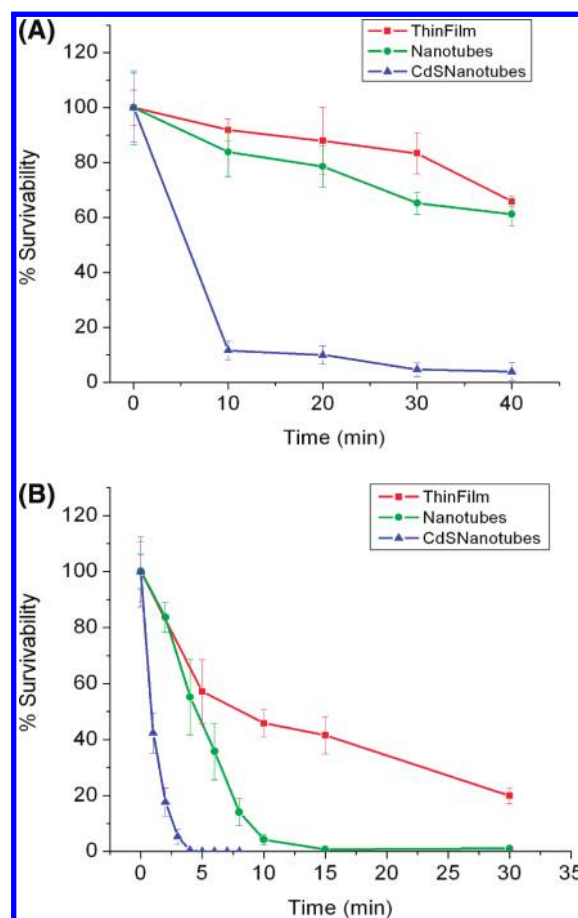 (A)
ThinFilm
Nanotubes
CdSNanotubes
% Survivability
120
100
80
60
40
20
0
0 10 20 30 40
Time (min)
(B)
ThinFilm
Nanotubes
CdSNanotubes
% Survivability
120
100
80
60
40
20
0
0 5 10 15 20 25 30 35
Time (min)